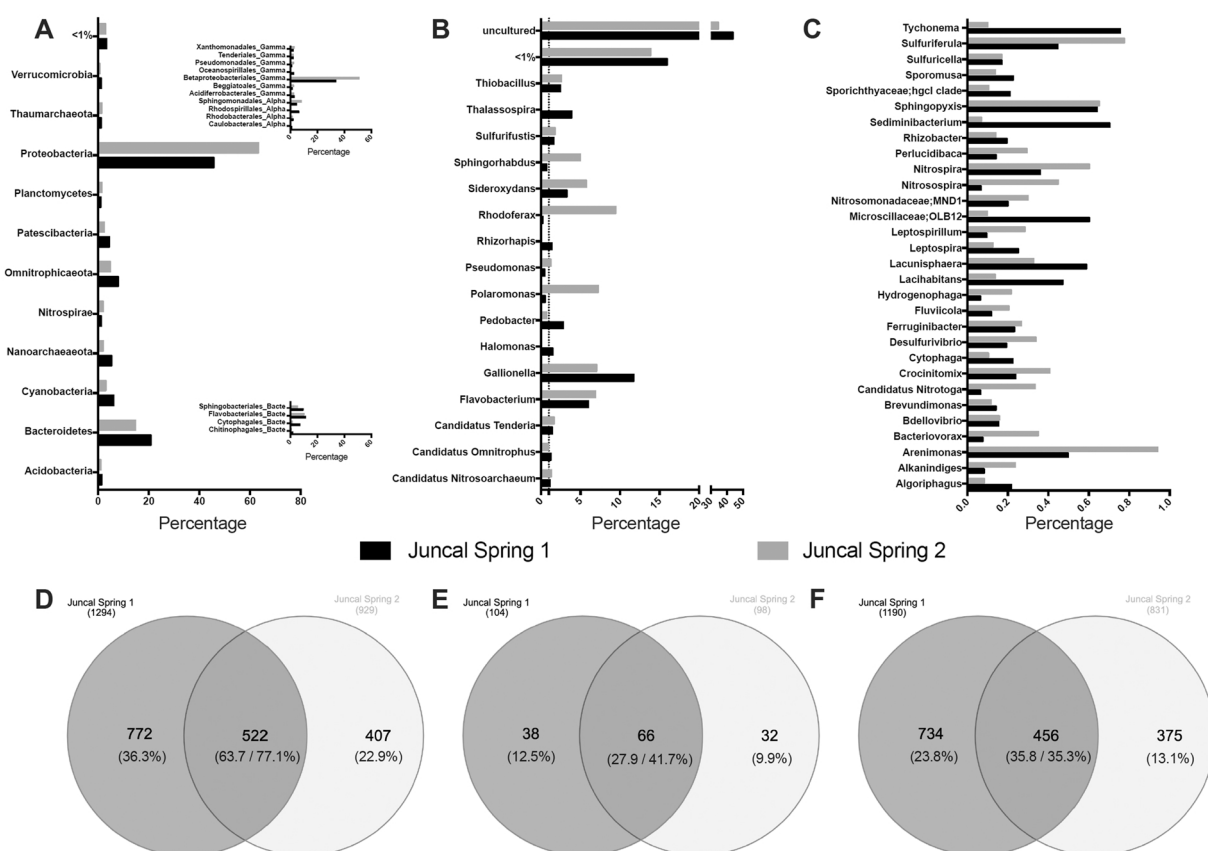 A
<1%
Verrucomicrobia
Thaumarchaeota
Proteobacteria
Planctomycetes
Patescibacteria
Omnitrophicaeota
Nitrospirae
Nanoarchaeaeota
Cyanobacteria
Bacteroidetes
Acidobacteria
0 20 40 60 80
Percentage
Xanthomonadales_Gamma
Tenderiales_Gamma
Pseudomonadales_Gamma
Oceanospirillales_Gamma
Betaproteobacteriales_Gamma
Beggiatoales_Gamma
Acidiferrobacterales_Gamma
Sphingomonadales_Alpha
Rhodospirillales_Alpha
Rhodobacterales_Alpha
Caulobacterales_Alpha
0 20 40 60
Percentage
Sphingobacteriales_Bacte
Flavobacteriales_Bacte
Cytophagales_Bacte
Chitinophagales_Bacte
0 20 40 60
Percentage
B
uncultured
<1%
Thiobacillus
Thalassospira
Sulfurifustis
Sphingorhabdus
Sideroxydans
Rhodoferax
Rhizorhapis
Pseudomonas
Polaromonas
Pedobacter
Halomonas
Gallionella
Flavobacterium
Candidatus Tenderia
Candidatus Omnitrophus
Candidatus Nitrosoarchaeum
0 5 10 15 20 30 40 50
Percentage
C
Tychonema
Sulfuriferula
Sulfuricella
Sporomusa
Sporichthyaceae;hgcl clade
Sphingopyxis
Sediminibacterium
Rhizobacter
Perlucidibaca
Nitrospira
Nitrosospira
Nitrosomonadaceae;MND1
Microscillaceae;OLB12
Leptospirillum
Leptospira
Lacunisphaera
Lacihabitans
Hydrogenophaga
Fluviicola
Ferruginibacter
Desulfurivibrio
Cytophaga
Crocinitomix
Candidatus Nitrotoga
Brevundimonas
Bdellovibrio
Bacteriovorax
Arenimonas
Alkanindiges
Algoriphagus
0.0 0.2 0.4 0.6 0.8 1.0
Percentage
Juncal Spring 1
Juncal Spring 2
D
Juncal Spring 1
(1294)
Juncal Spring 2
(929)
772
(36.3%)
522
(63.7 / 77.1%)
407
(22.9%)
E
Juncal Spring 1
(104)
Juncal Spring 2
(98)
38
(12.5%)
66
(27.9 / 41.7%)
32
(9.9%)
F
Juncal Spring 1
(1190)
Juncal Spring 2
(831)
734
(23.8%)
456
(35.8 / 35.3%)
375
(13.1%)